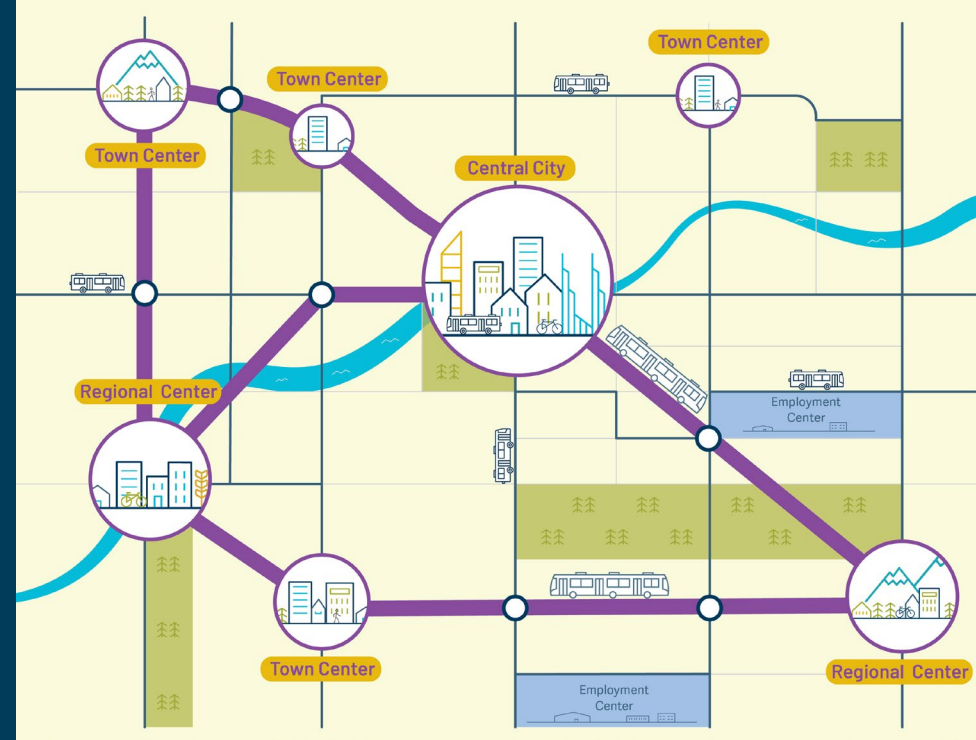 Town Center
Town Center
Town Center
Central City
Regional Center
Employment
Center
Town Center
Regional Center
Employment
Center